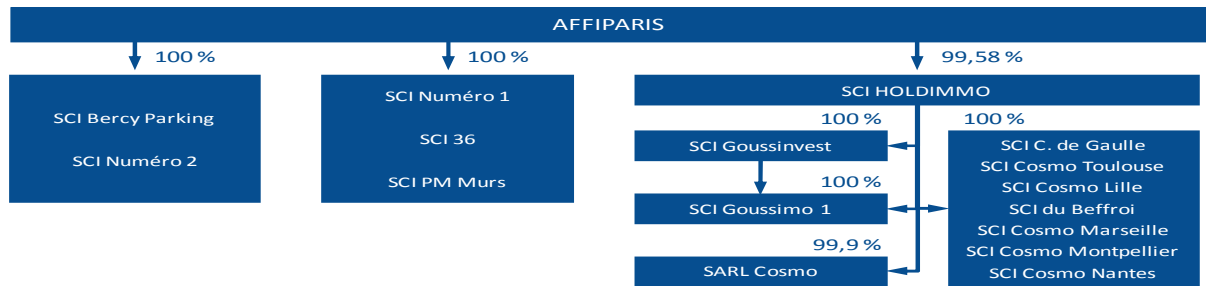 AFFIPARIS
100 %
100 %
99,58 %
SCI Bercy Parking
SCI Numéro 2
SCI Numéro 1
SCI 36
SCI PM Murs
SCI HOLDIMMO
100 %
100 %
SCI Goussinvest
100 %
SCI Goussimo 1
99,9 %
SARL Cosmo
SCI C. de Gaulle
SCI Cosmo Toulouse
SCI Cosmo Lille
SCI du Beffroi
SCI Cosmo Marseille
SCI Cosmo Montpellier
SCI Cosmo Nantes